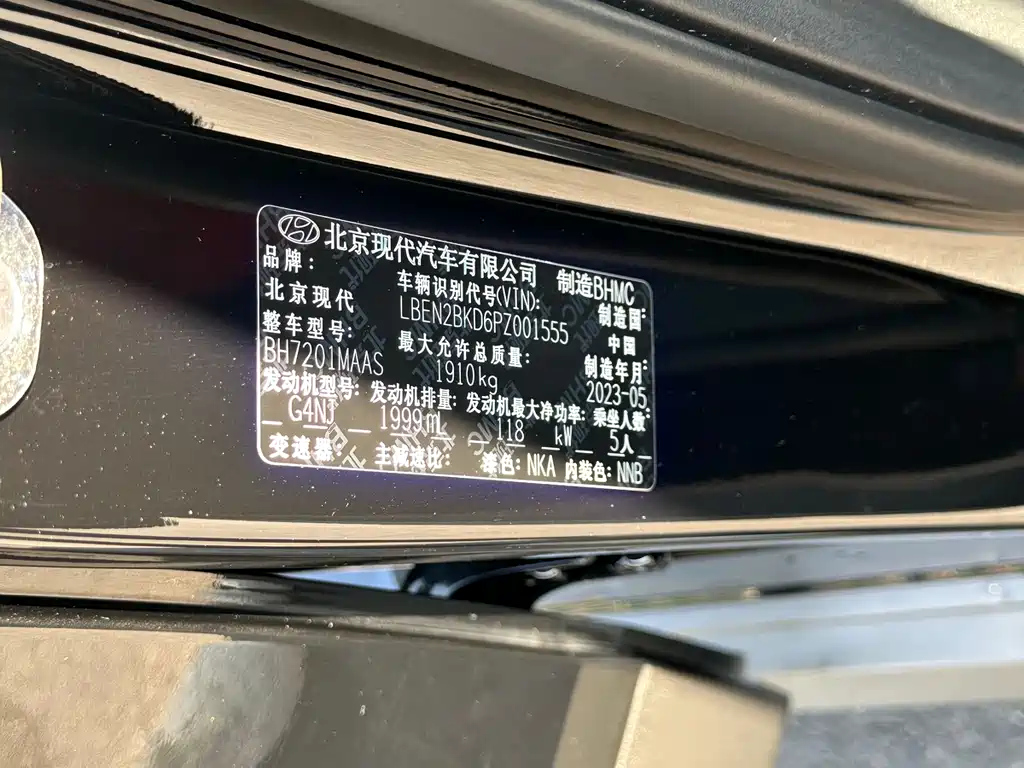 北京现代汽车有限公司 制造BHMC
品牌: 车辆识别代号(VIN): 制造国:
北京现代 LBEN2BKD6PZ001555 中国
整车型号: 最大允许总质量: 制造年月:
BH7201MAAS 1910kg 2023-05
发动机型号: 发动机排量: 发动机最大净功率: 乘坐人数:
G4NJ 1999mL 118 kW 5人
变速器: 主减速比: 漆色: NKA 内装色: NNB